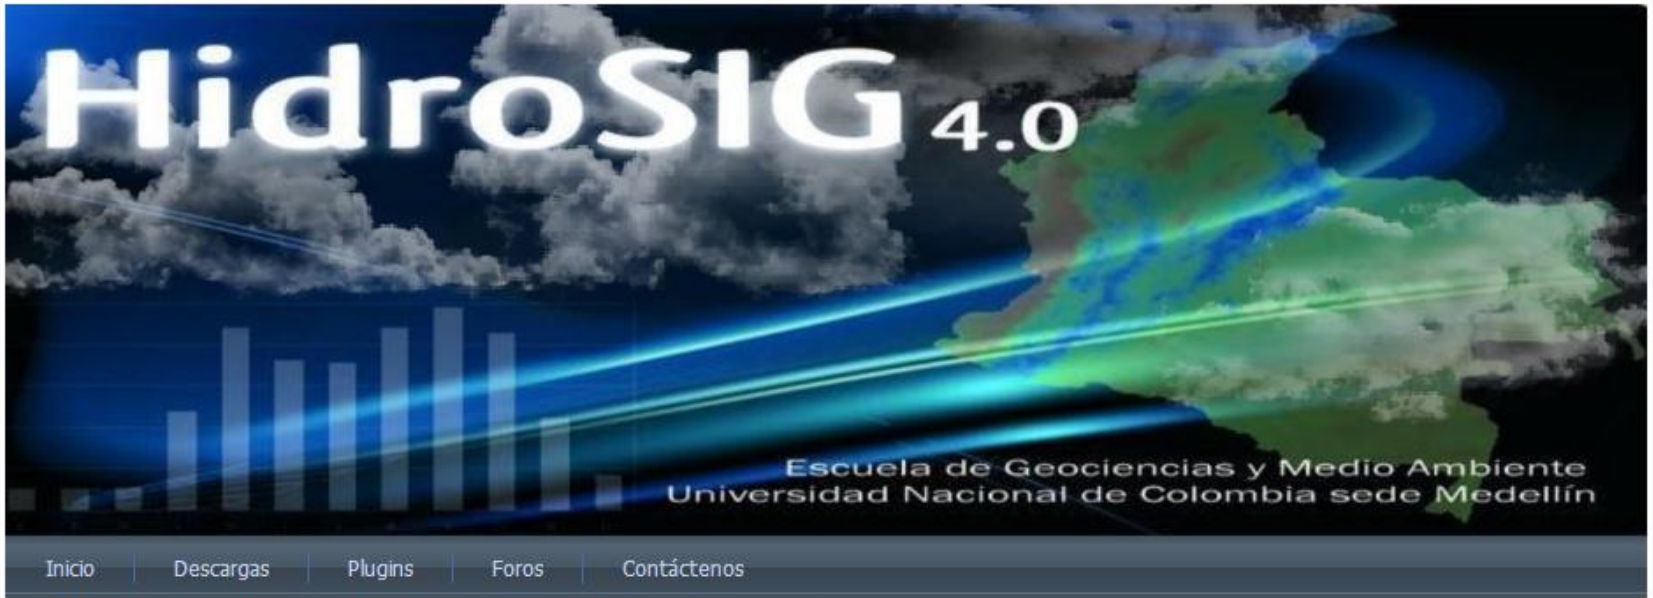 HidroSIG 4.0
Escuela de Geociencias y Medio Ambiente
Universidad Nacional de Colombia sede Medellín
Inicio Descargas Plugins Foros Contáctenos